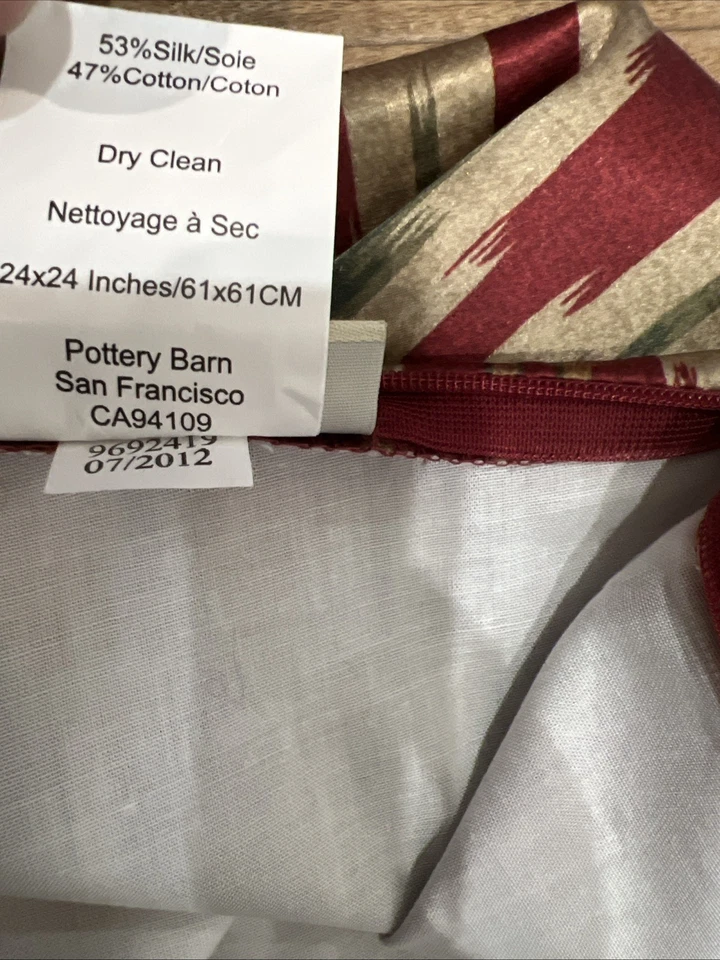 53%Silk/Soie
47%Cotton/Coton
Dry Clean
Nettoyage à Sec
24x24 Inches/61x61CM
Pottery Barn
San Francisco
CA94109
9692419
07/2012